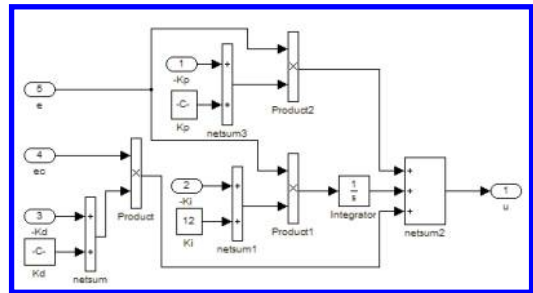 1
-Kp
+
+
-C-
Kp
netsum3
×
Product2
5
e
4
ec
×
Product
3
-Kd
+
+
-C-
Kd
netsum
2
-Ki
+
+
12
Ki
netsum1
×
Product1
1
s
Integrator
+
+
+
netsum2
1
u